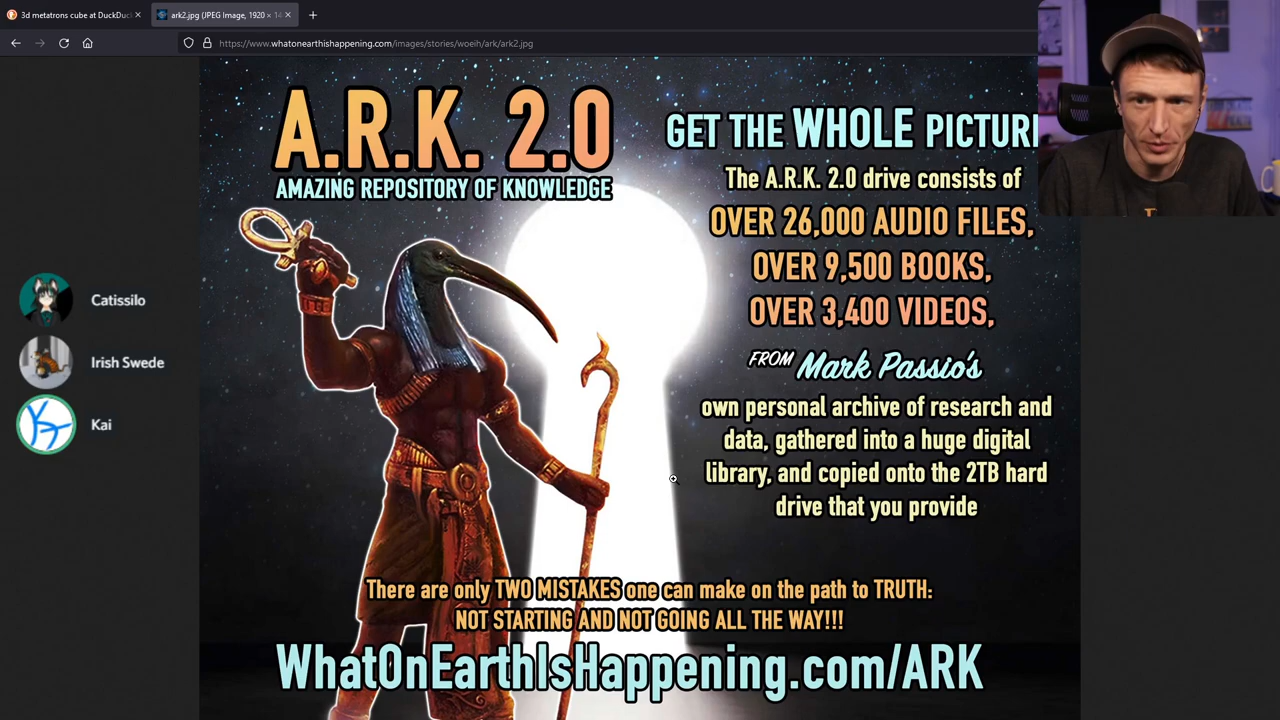 3d metatrons cube at DuckDuc
ark2.jpg (JPEG Image, 1920 × 14
https://www.whatonearthishappening.com/images/stories/woeih/ark/ark2.jpg
A.R.K. 2.0
AMAZING REPOSITORY OF KNOWLEDGE
GET THE WHOLE PICTUR
The A.R.K. 2.0 drive consists of
OVER 26,000 AUDIO FILES,
OVER 9,500 BOOKS,
OVER 3,400 VIDEOS,
FROM Mark Passio's
own personal archive of research and
data, gathered into a huge digital
library, and copied onto the 2TB hard
drive that you provide
Catissilo
Irish Swede
Kai
There are only TWO MISTAKES one can make on the path to TRUTH:
NOT STARTING AND NOT GOING ALL THE WAY!!!
WhatOnEarthIsHappening.com/ARK